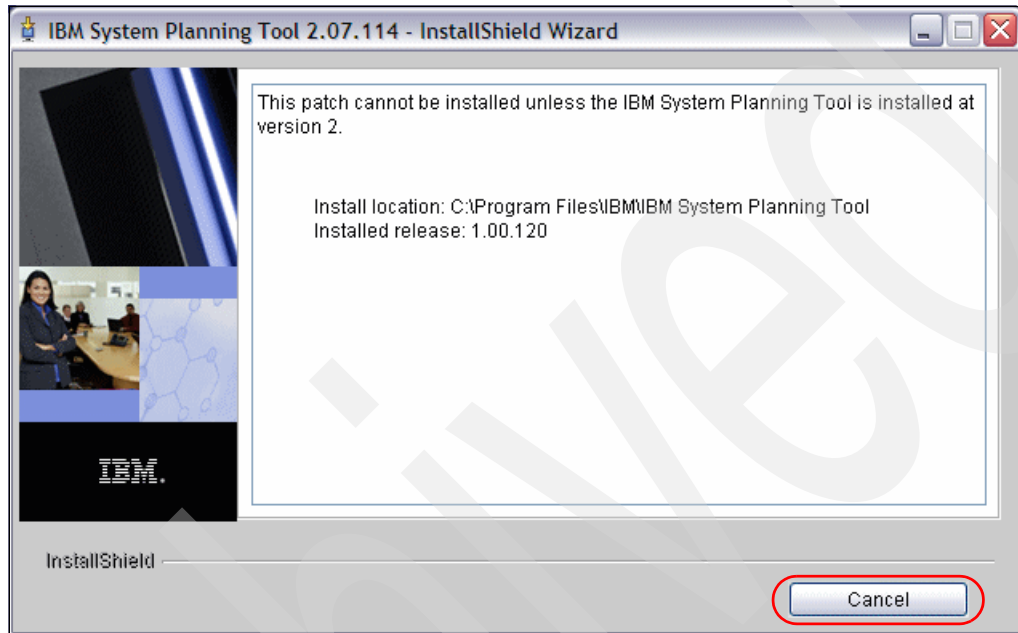 IBM System Planning Tool 2.07.114 - InstallShield Wizard
This patch cannot be installed unless the IBM System Planning Tool is installed at
version 2.
Install location: C:\Program Files\IBM\IBM System Planning Tool
Installed release: 1.00.120
IBM.
InstallShield
Cancel